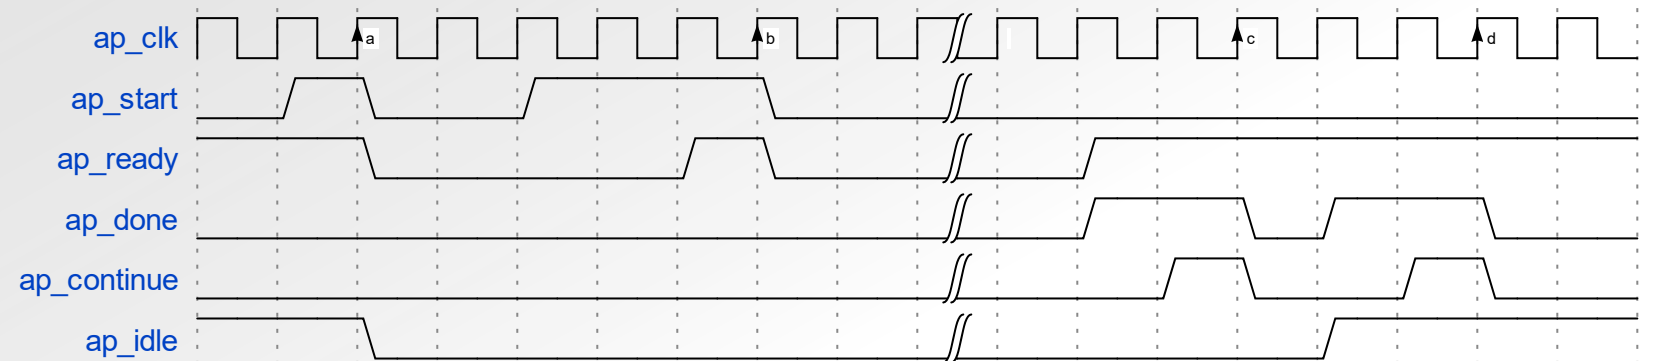 ap_clk
a
b
c
d
ap_start
ap_ready
ap_done
ap_continue
ap_idle